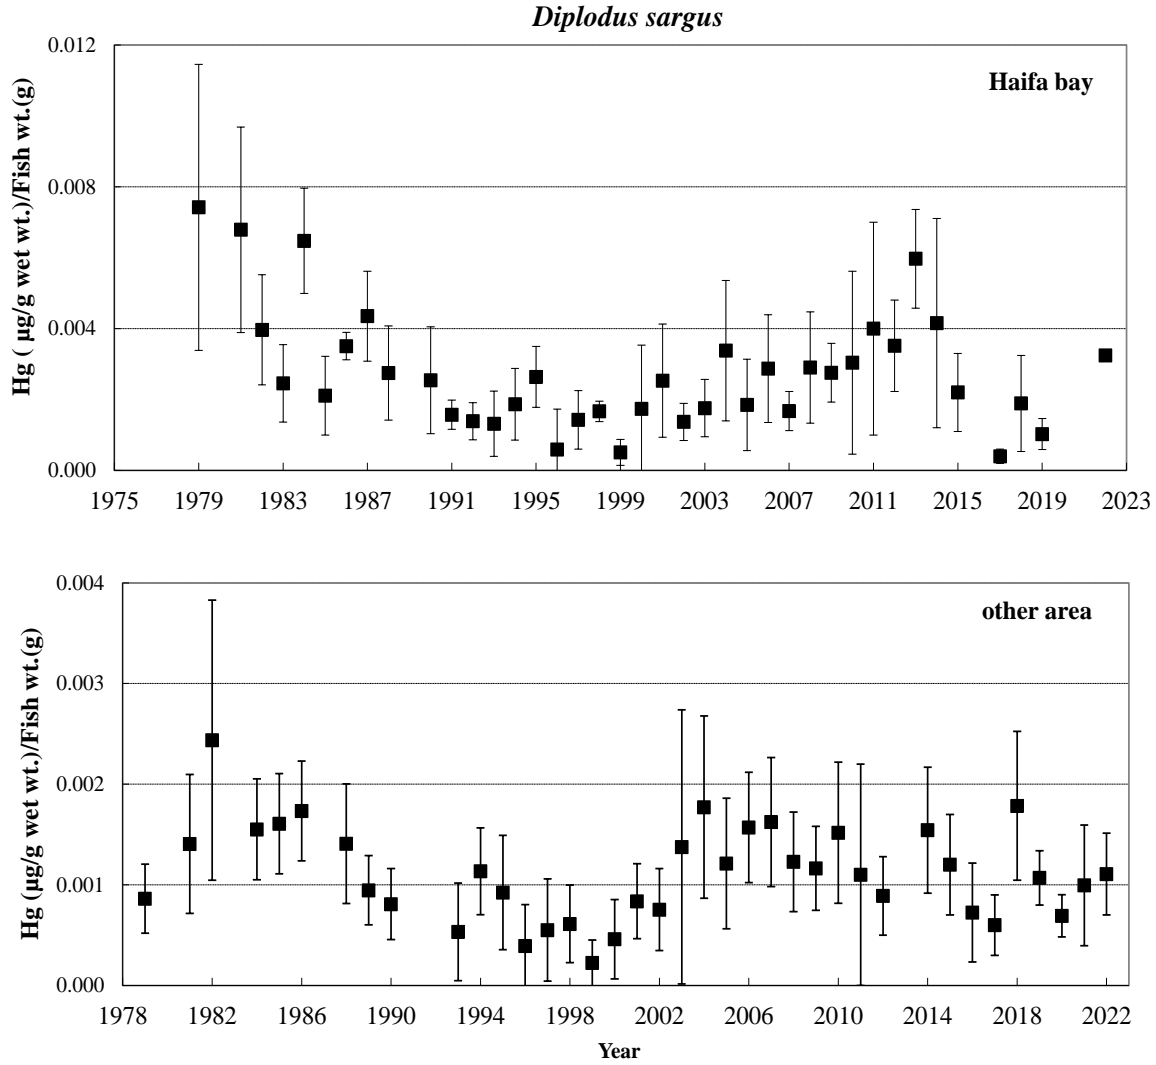 Diplodus sargus
Haifa bay
Hg ( µg/g wet wt.)/Fish wt.(g)
0.012
0.008
0.004
0.000
1975 1979 1983 1987 1991 1995 1999 2003 2007 2011 2015 2019 2023
other area
Hg (µg/g wet wt.)/Fish wt.(g)
0.004
0.003
0.002
0.001
0.000
1978 1982 1986 1990 1994 1998 2002 2006 2010 2014 2018 2022
Year